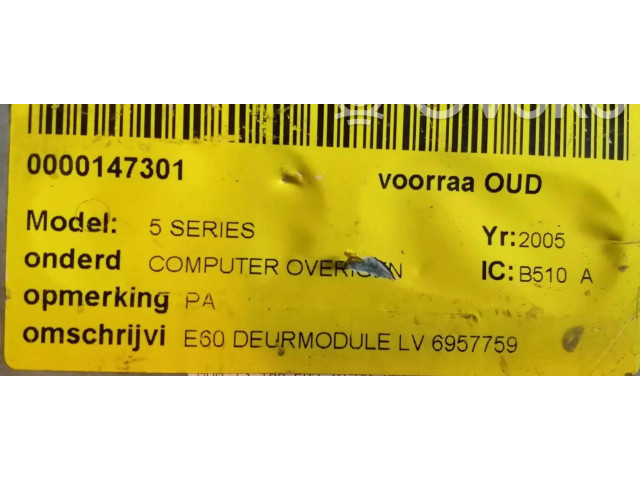 0000147301 voorraa OUD
Model: 5 SERIES Yr: 2005
onderd COMPUTER IC: B510 A
opmerking PA
omschrijvi E60 DEURMODULE LV 6957759